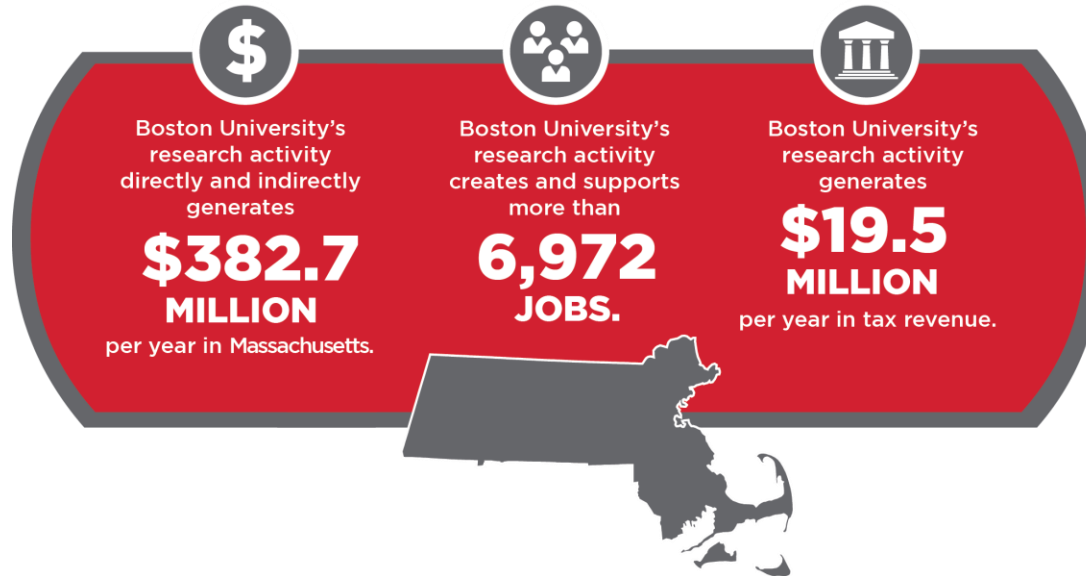 $
Boston University’s
research activity
directly and indirectly
generates
$382.7
MILLION
per year in Massachusetts.
Boston University’s
research activity
creates and supports
more than
6,972
JOBS.
Boston University’s
research activity
generates
$19.5
MILLION
per year in tax revenue.